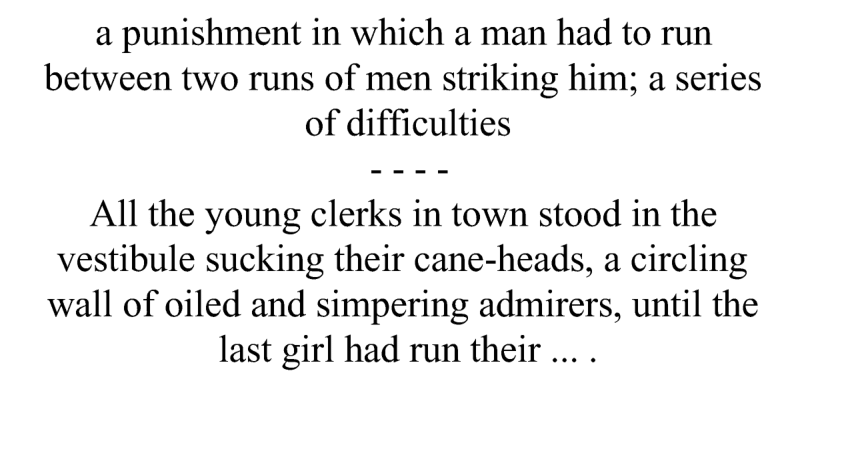 a punishment in which a man had to run
between two runs of men striking him; a series
of difficulties
- - - -
All the young clerks in town stood in the
vestibule sucking their cane-heads, a circling
wall of oiled and simpering admirers, until the
last girl had run their ... .